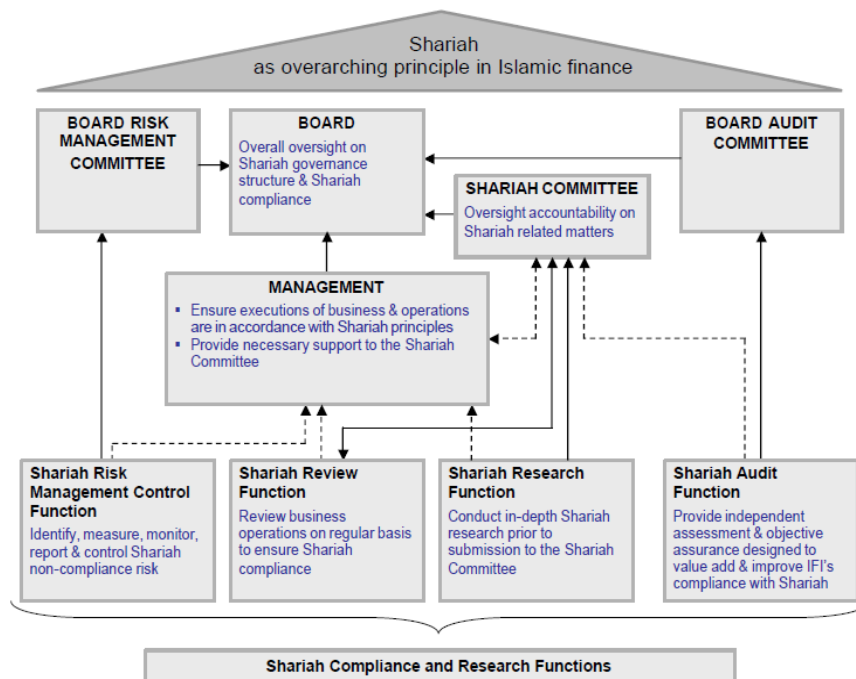 Shariah
as overarching principle in Islamic finance
BOARD RISK
MANAGEMENT
COMMITTEE
BOARD
Overall oversight on
Shariah governance
structure & Shariah
compliance
BOARD AUDIT
COMMITTEE
SHARIAH COMMITTEE
Oversight accountability on
Shariah related matters
MANAGEMENT
▪ Ensure executions of business & operations
are in accordance with Shariah principles
▪ Provide necessary support to the Shariah
Committee
Shariah Risk
Management Control
Function
Identify, measure, monitor,
report & control Shariah
non-compliance risk
Shariah Review
Function
Review business
operations on regular basis
to ensure Shariah
compliance
Shariah Research
Function
Conduct in-depth Shariah
research prior to
submission to the Shariah
Committee
Shariah Audit
Function
Provide independent
assessment & objective
assurance designed to
value add & improve IFI's
compliance with Shariah
Shariah Compliance and Research Functions